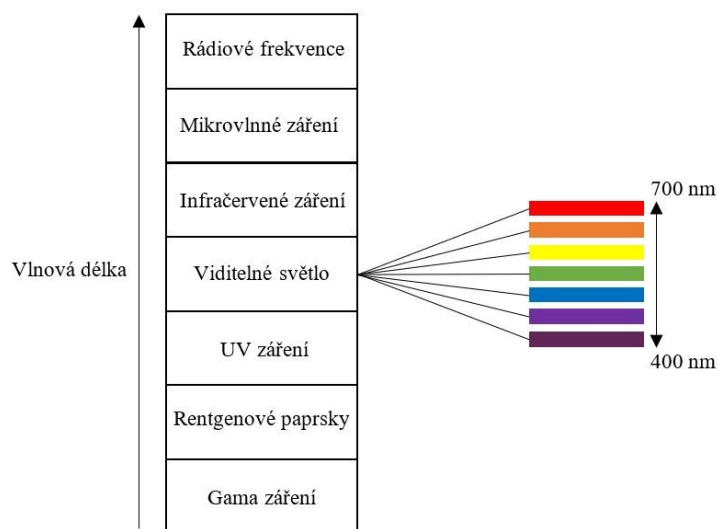 Rádiové frekvence
Mikrovlnné záření
Infračervené záření
Viditelné světlo
UV záření
Rentgenové paprsky
Gama záření
Vlnová délka
700 nm
400 nm